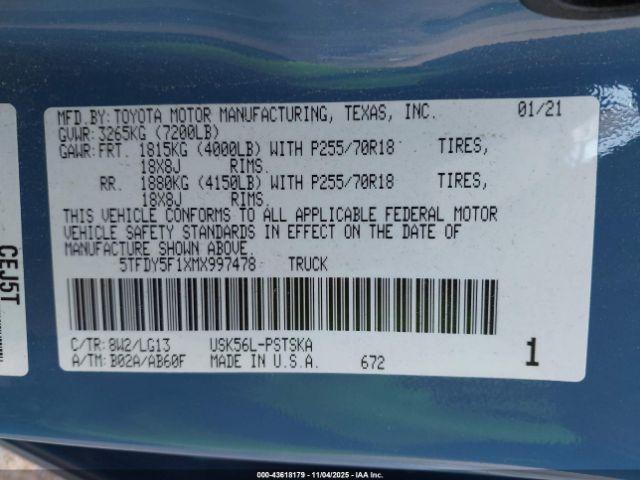 MFD.BY: TOYOTA MOTOR MANUFACTURING, TEXAS, INC. 01/21
GVWR: 3265KG (7200LB)
GAWR: FRT. 1815KG (4000LB) WITH P255/70R18 TIRES,
18X8J RIMS.
RR. 1880KG (4150LB) WITH P255/70R18 TIRES,
18X8J RIMS.
THIS VEHICLE CONFORMS TO ALL APPLICABLE FEDERAL MOTOR
VEHICLE SAFETY STANDARDS IN EFFECT ON THE DATE OF
MANUFACTURE SHOWN ABOVE.
5TFDY5F1XMX997478 TRUCK
C/TR: 8W2/LG13 USK56L-PSTSKA
A/TM: B02A/AB60F MADE IN U.S.A. 672
1
CEJ5T
000-43618179 - 11/04/2025 - IAA Inc.